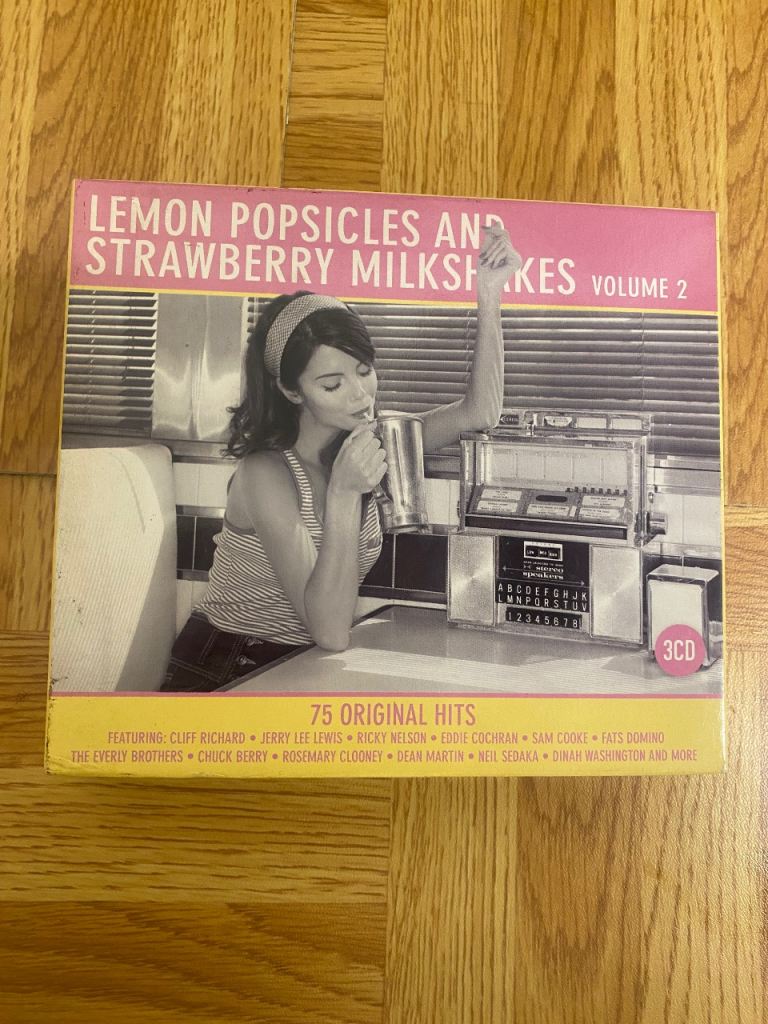 LEMON POPSICLES AND
STRAWBERRY MILKSHAKES VOLUME 2
stereo
speakers
ABCDEFGHJK
LMNPQRSTUV
12345678
3CD
75 ORIGINAL HITS
FEATURING: CLIFF RICHARD • JERRY LEE LEWIS • RICKY NELSON • EDDIE COCHRAN • SAM COOKE • FATS DOMINO
THE EVERLY BROTHERS • CHUCK BERRY • ROSEMARY CLOONEY • DEAN MARTIN • NEIL SEDAKA • DINAH WASHINGTON AND MORE